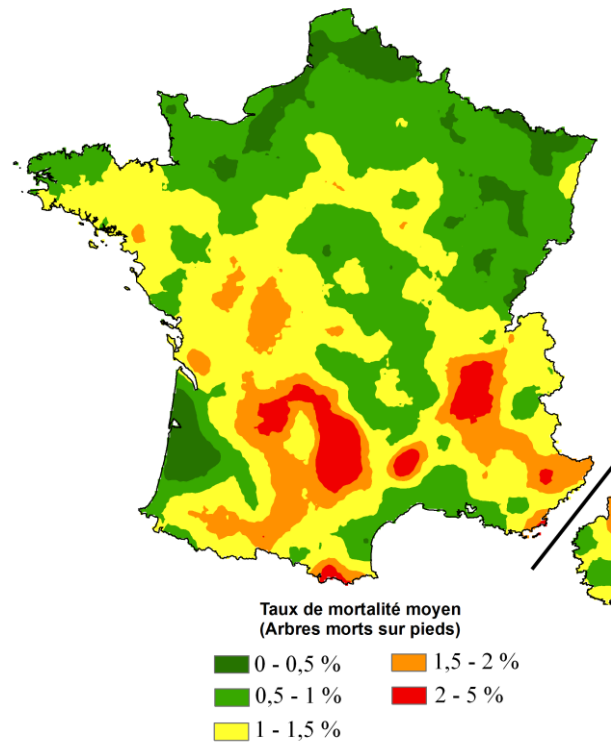 Taux de mortalité moyen
(Arbres morts sur pieds)
0 - 0,5 %
0,5 - 1 %
1 - 1,5 %
1,5 - 2 %
2 - 5 %